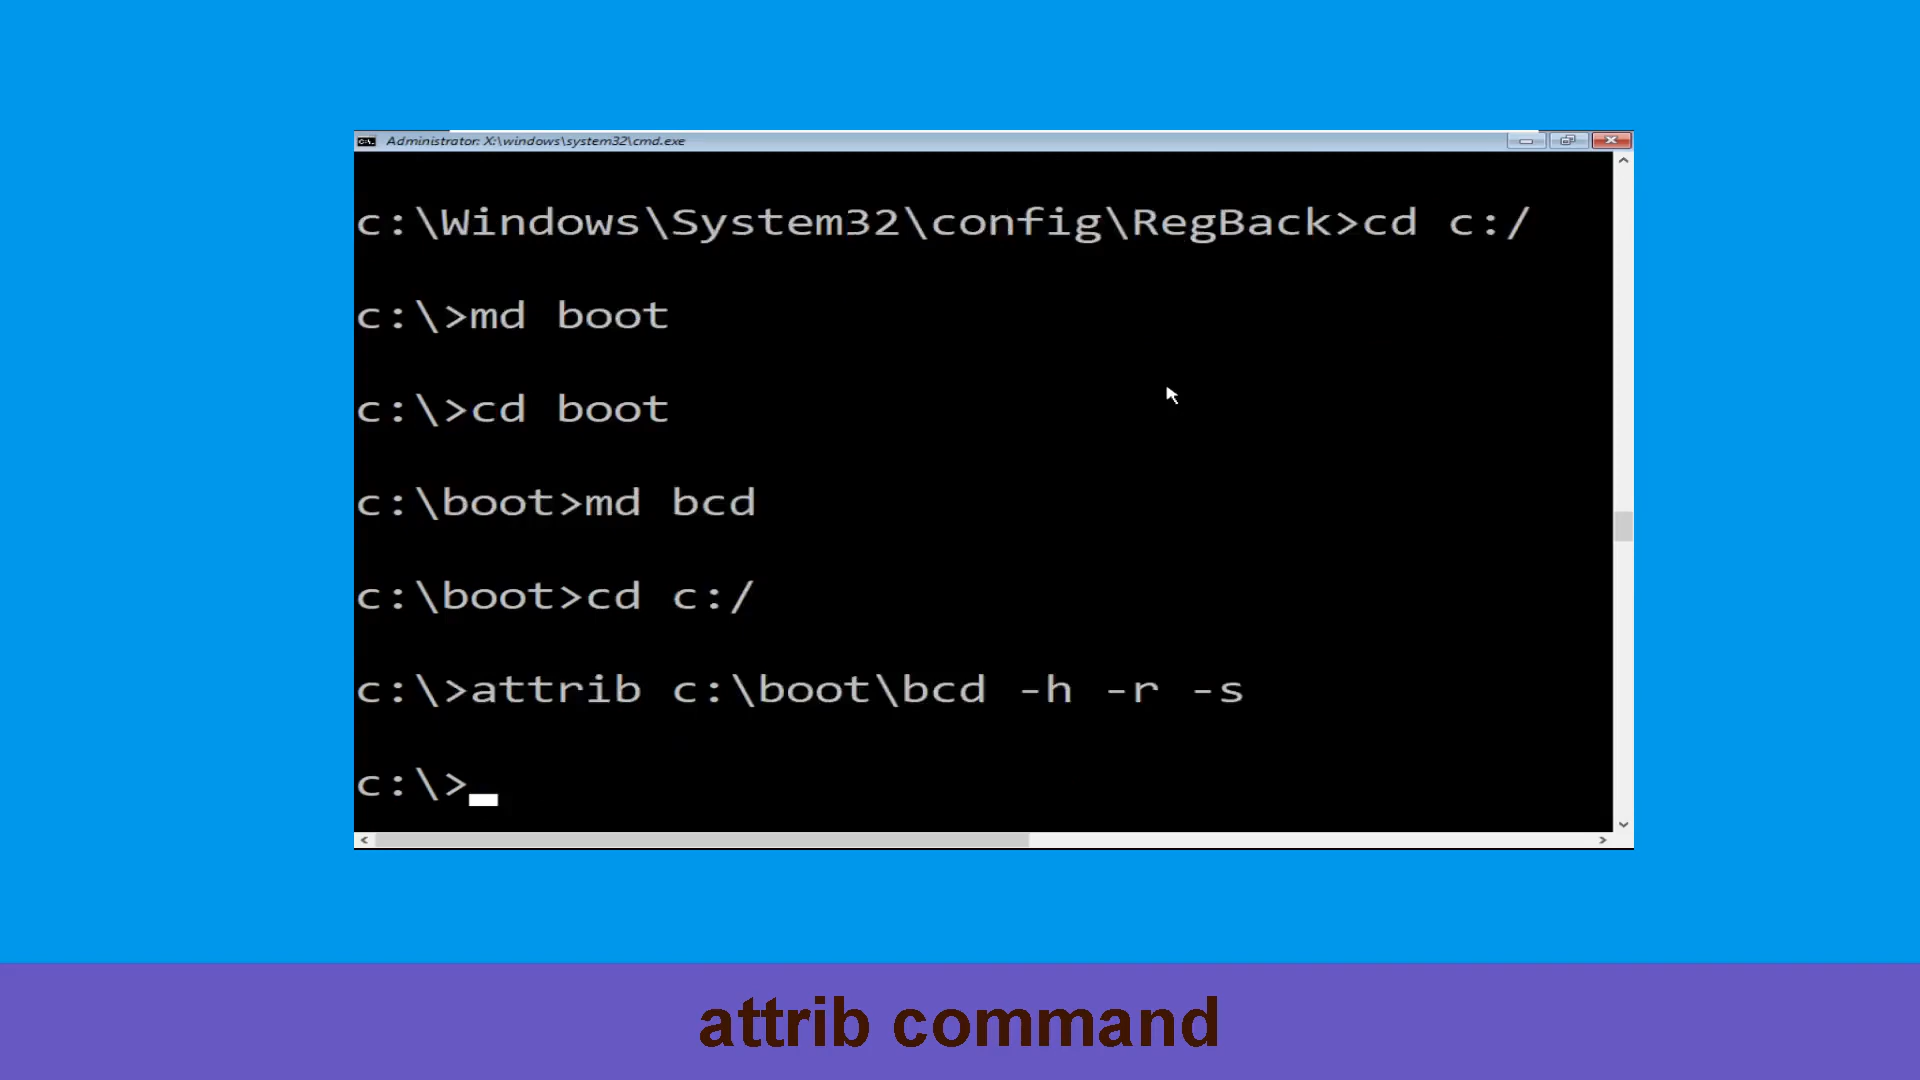 Administrator: X:\windows\system32\cmd.exe
c:\Windows\System32\config\RegBack>cd c:/
c:\>md boot
c:\>cd boot
c:\boot>md bcd
c:\boot>cd c:/
c:\>attrib c:\boot\bcd -h -r -s
c:\>
attrib command